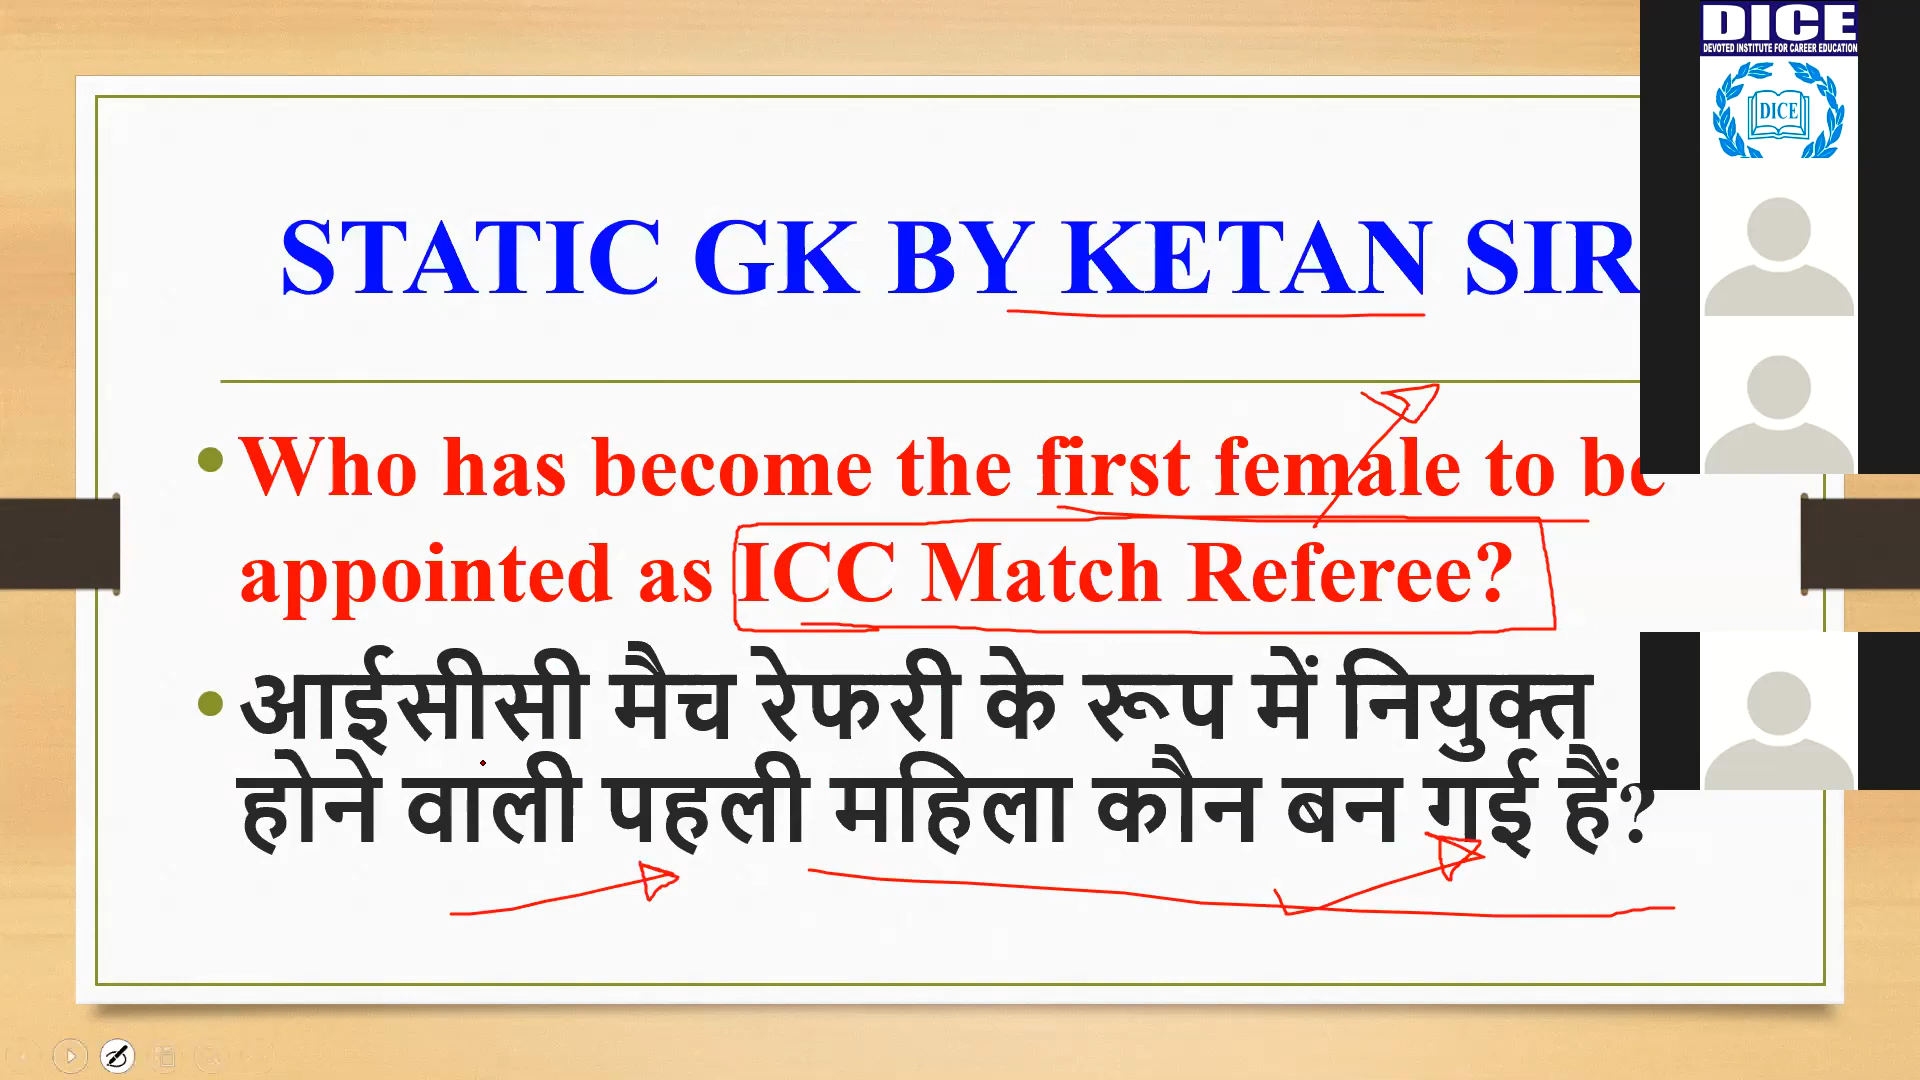 DICE
DEVOTED INSTITUTE FOR CAREER EDUCATION
DICE
STATIC GK BY KETAN SIR
Who has become the first female to be
appointed as ICC Match Referee?
आईसीसी मैच रेफरी के रूप में नियुक्त
होने वाली पहली महिला कौन बन गई हैं?